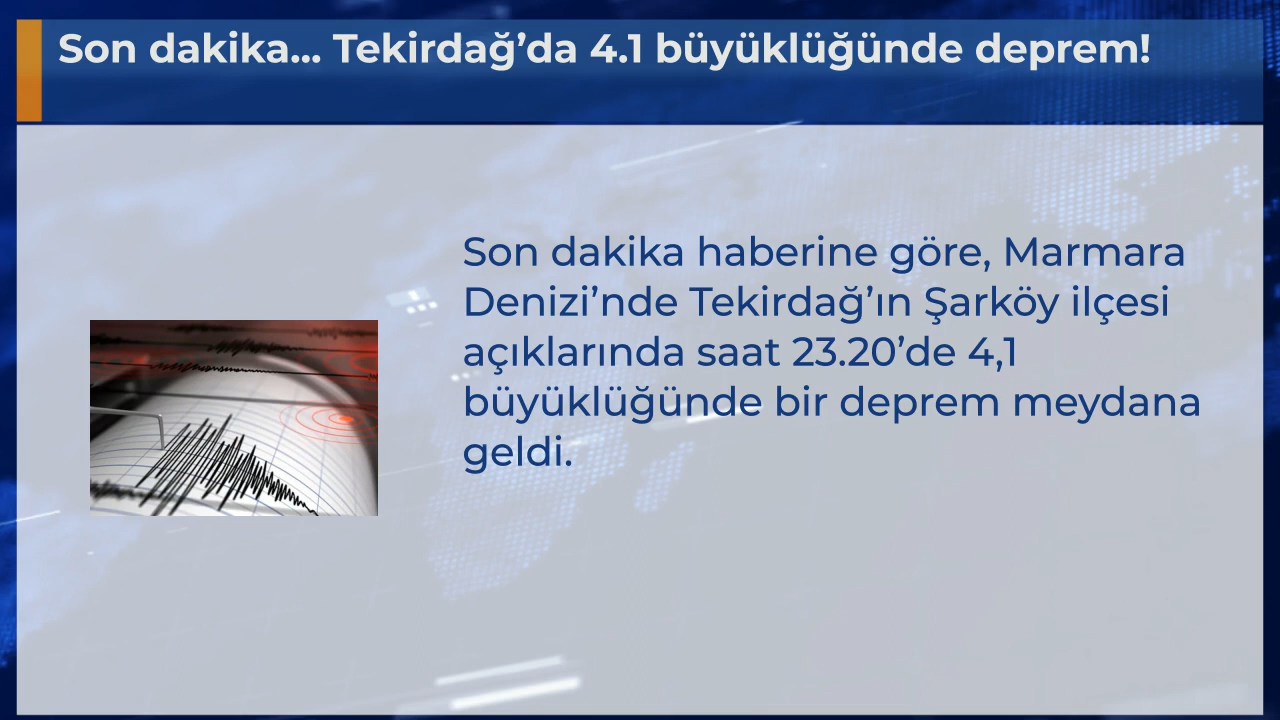 Son dakika... Tekirdağ’da 4.1 büyüklüğünde deprem!
Son dakika haberine göre, Marmara
Denizi’nde Tekirdağ’ın Şarköy ilçesi
açıklarında saat 23.20’de 4,1
büyüklüğünde bir deprem meydana
geldi.